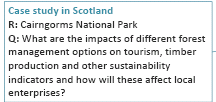 Case study in Scotland
R: Cairngorms National Park
Q: What are the impacts of different forest
management options on tourism, timber
production and other sustainability
indicators and how will these affect local
enterprises?